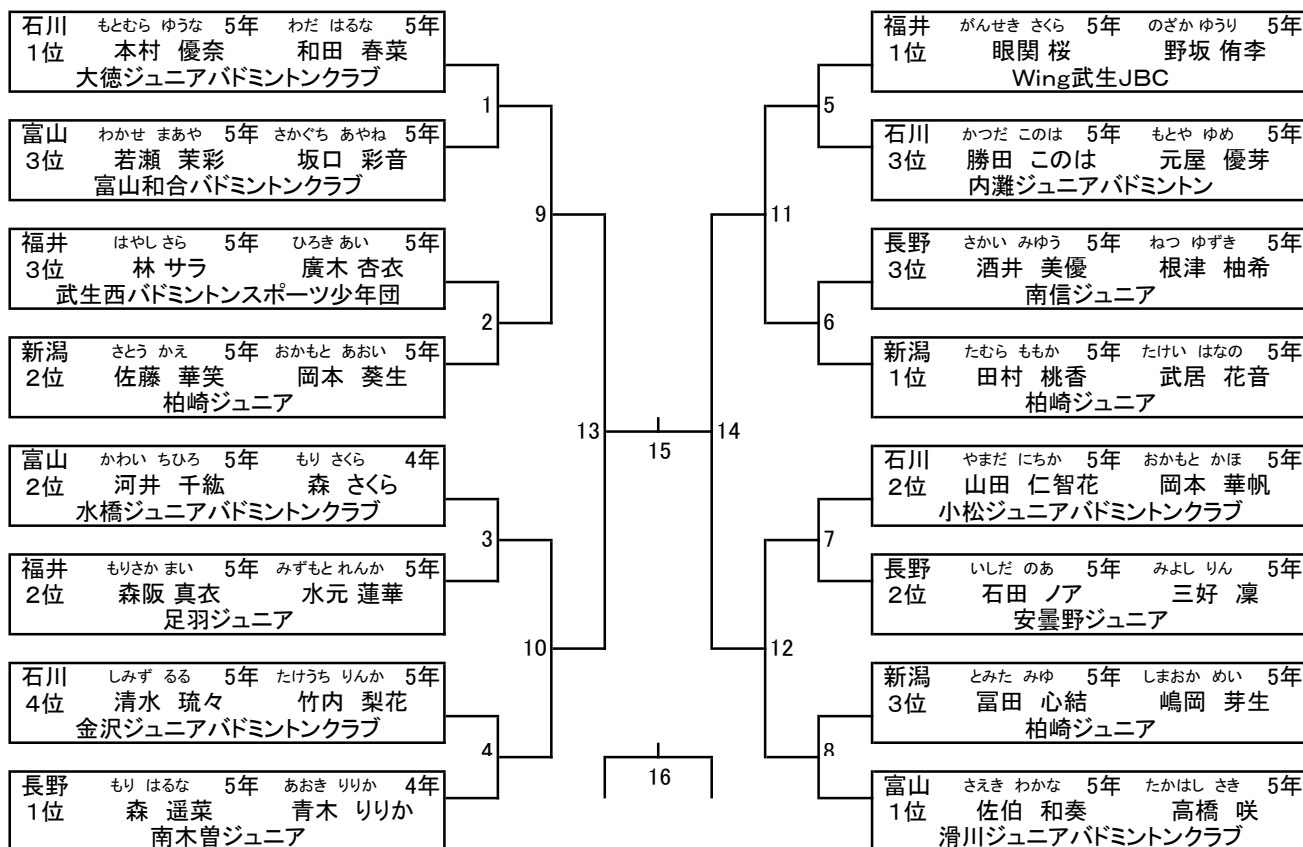 石川 もとむら ゆうな 5年 わだ はるな 5年
1位 本村 優奈 和田 春菜
大徳ジュニアバドミントンクラブ
富山 わかせ まあや 5年 さかぐち あやね 5年
3位 若瀬 茉彩 坂口 彩音
富山和合バドミントンクラブ
福井 はやし さら 5年 ひろき あい 5年
3位 林 サラ 廣木 杏衣
武生西バドミントンスポーツ少年団
新潟 さとう かえ 5年 おかもと あおい 5年
2位 佐藤 華笑 岡本 葵生
柏崎ジュニア
富山 かわい ちひろ 5年 もり さくら 4年
2位 河井 千紘 森 さくら
水橋ジュニアバドミントンクラブ
福井 もりさか まい 5年 みずもと れんか 5年
2位 森阪 真衣 水元 蓮華
足羽ジュニア
石川 しみず るる 5年 たけうち りんか 5年
4位 清水 琉々 竹内 梨花
金沢ジュニアバドミントンクラブ
長野 もり はるな 5年 あおき りりか 4年
1位 森 遥菜 青木 りりか
南木曽ジュニア
1
2
3
4
9
10
13
15
16
14
11
12
5
6
7
8
福井 がんせき さくら 5年 のざか ゆうり 5年
1位 眼関 桜 野坂 侑李
Wing武生JBC
石川 かつだ このは 5年 もとや ゆめ 5年
3位 勝田 このは 元屋 優芽
内灘ジュニアバドミントン
長野 さかい みゆう 5年 ねつ ゆずき 5年
3位 酒井 美優 根津 柚希
南信ジュニア
新潟 たむら ももか 5年 たけい はなの 5年
1位 田村 桃香 武居 花音
柏崎ジュニア
石川 やまだ にちか 5年 おかもと かほ 5年
2位 山田 仁智花 岡本 華帆
小松ジュニアバドミントンクラブ
長野 いしだ のあ 5年 みよし りん 5年
2位 石田 ノア 三好 凜
安曇野ジュニア
新潟 とみた みゆ 5年 しまおか めい 5年
3位 冨田 心結 嶋岡 芽生
柏崎ジュニア
富山 さえき わかな 5年 たかはし さき 5年
1位 佐伯 和奏 高橋 咲
滑川ジュニアバドミントンクラブ